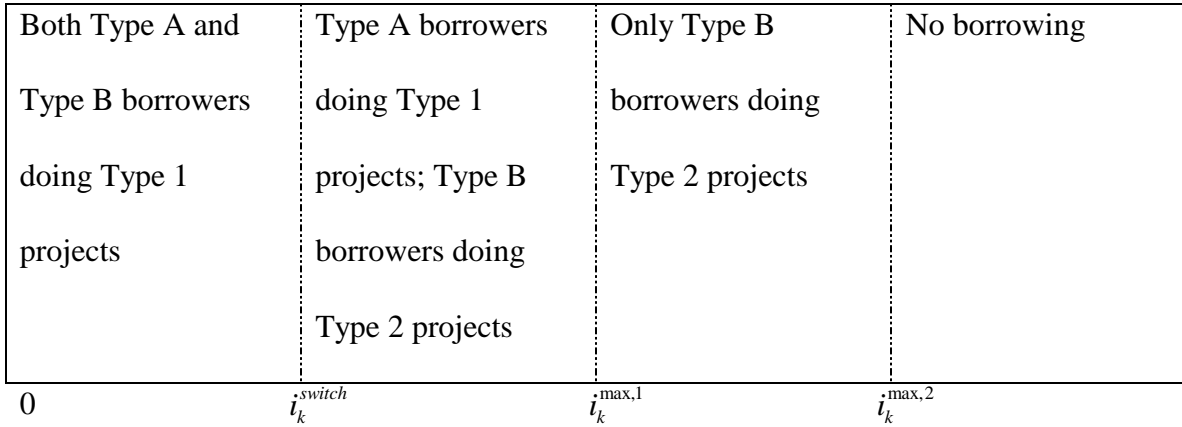 Both Type A and
Type B borrowers
doing Type 1
projects
Type A borrowers
doing Type 1
projects; Type B
borrowers doing
Type 2 projects
Only Type B
borrowers doing
Type 2 projects
No borrowing
0
i_k^{switch}
i_k^{max,1}
i_k^{max,2}